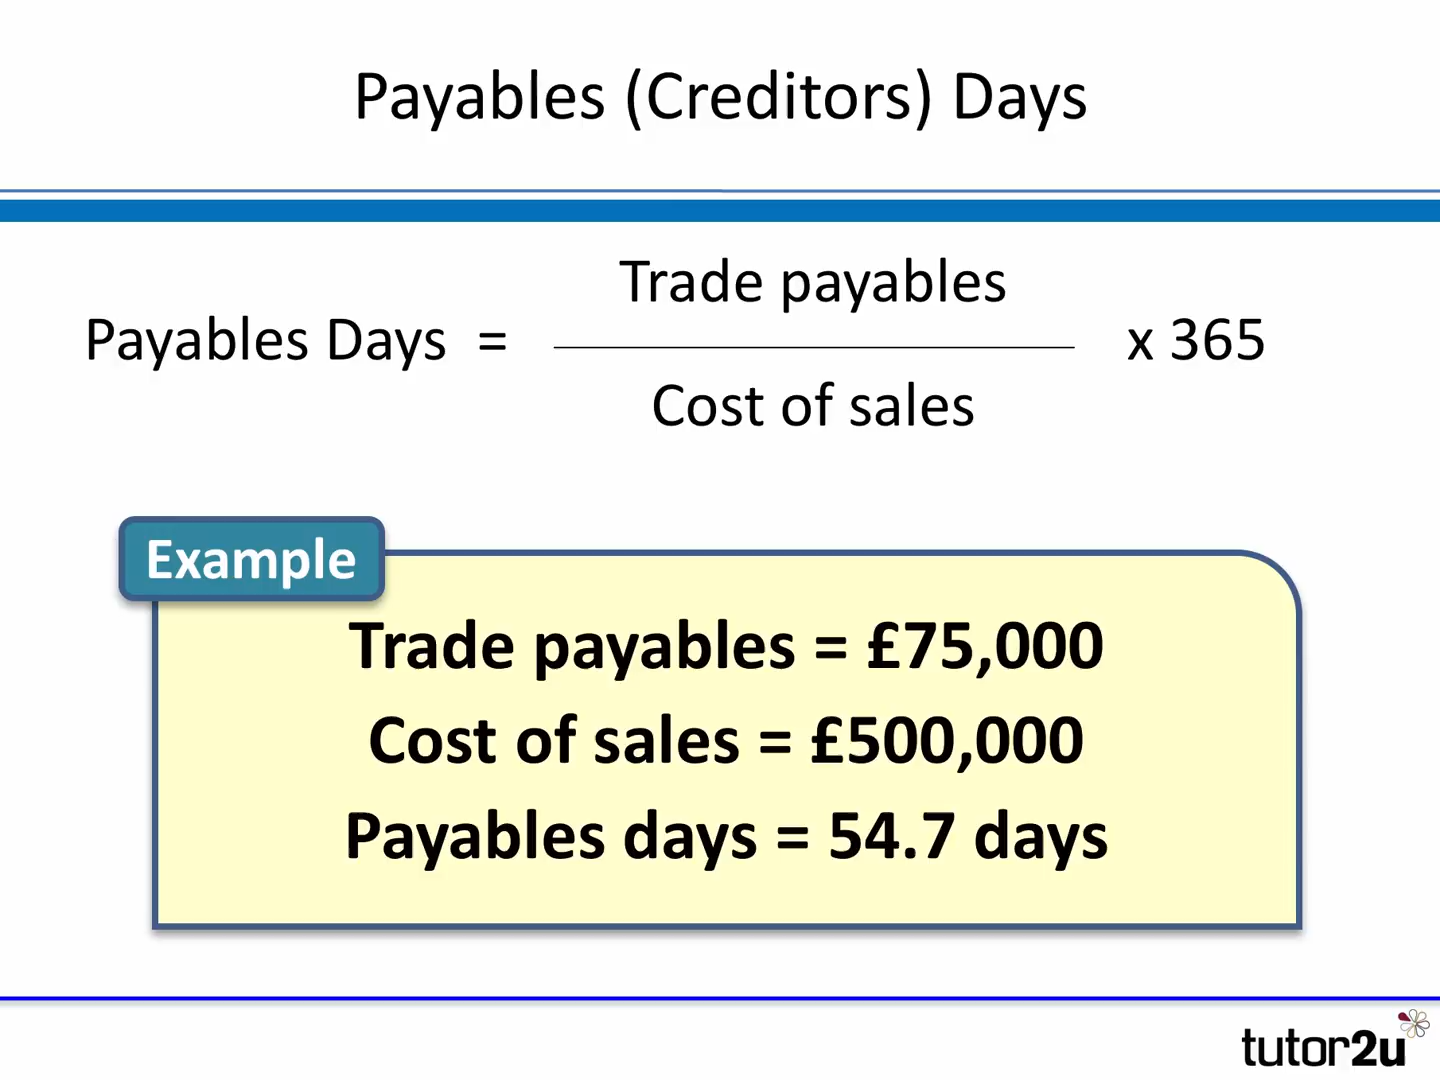 Payables (Creditors) Days
Trade payables
Payables Days = x 365
Cost of sales
Example
Trade payables = £75,000
Cost of sales = £500,000
Payables days = 54.7 days
tutor2u